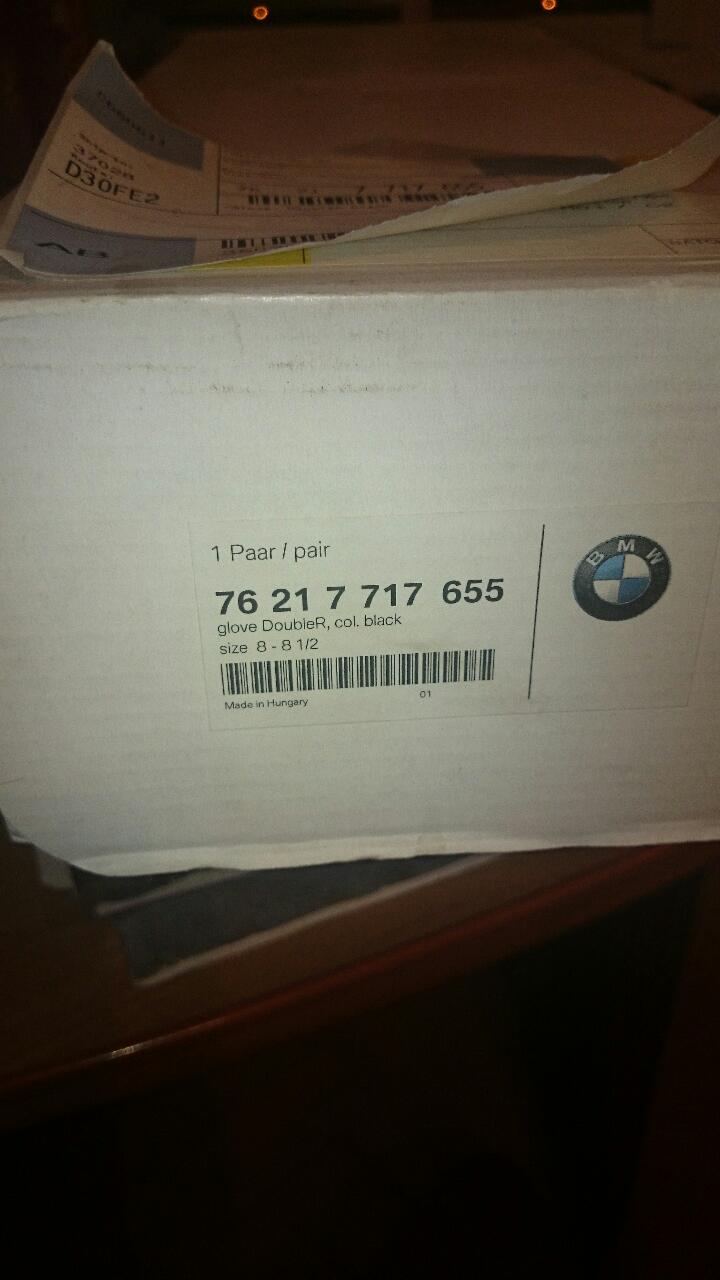 37028
D30FE2
AB
1 Paar / pair
76 21 7 717 655
glove DoubleR, col. black
size 8 - 8 1/2
Made in Hungary
01
BMW